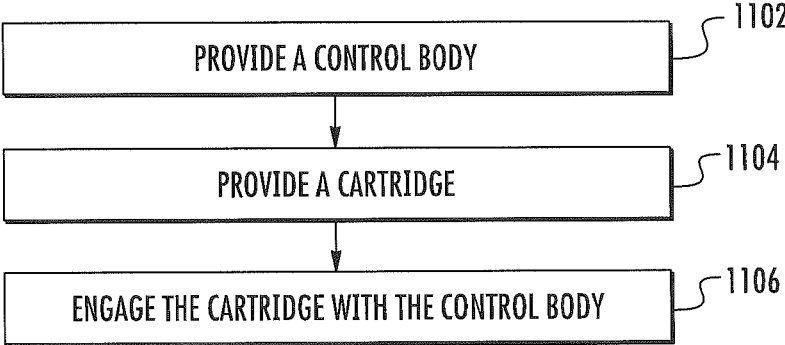 1102
PROVIDE A CONTROL BODY
1104
PROVIDE A CARTRIDGE
1106
ENGAGE THE CARTRIDGE WITH THE CONTROL BODY